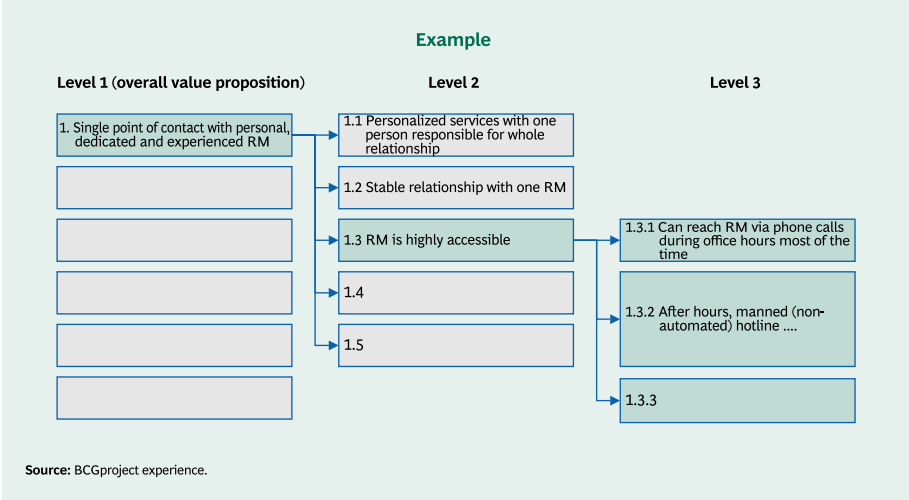 Example
Level 1 (overall value proposition)
Level 2
Level 3
1. Single point of contact with personal,
dedicated and experienced RM
1.1 Personalized services with one
person responsible for whole
relationship
1.2 Stable relationship with one RM
1.3 RM is highly accessible
1.4
1.5
1.3.1 Can reach RM via phone calls
during office hours most of the
time
1.3.2 After hours, manned (non-
automated) hotline ....
1.3.3
Source: BCGproject experience.